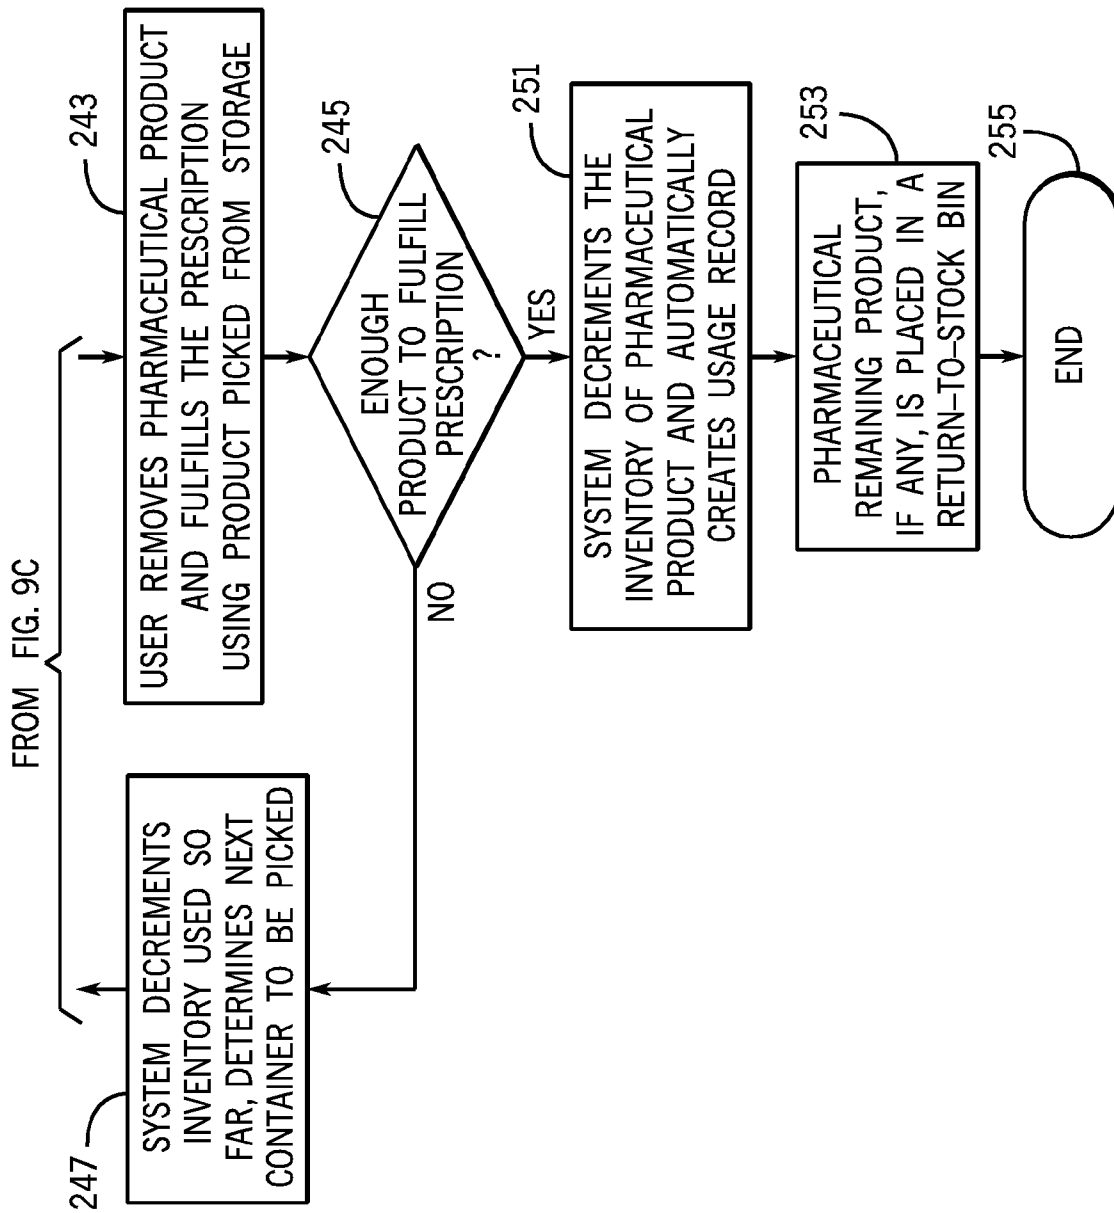 FROM FIG. 9C
243
USER REMOVES PHARMACEUTICAL PRODUCT
AND FULFILLS THE PRESCRIPTION
USING PRODUCT PICKED FROM STORAGE
245
ENOUGH
PRODUCT TO FULFILL
PRESCRIPTION
?
NO
YES
247
SYSTEM DECREMENTS
INVENTORY USED SO
FAR, DETERMINES NEXT
CONTAINER TO BE PICKED
251
SYSTEM DECREMENTS THE
INVENTORY OF PHARMACEUTICAL
PRODUCT AND AUTOMATICALLY
CREATES USAGE RECORD
253
PHARMACEUTICAL
REMAINING PRODUCT,
IF ANY, IS PLACED IN A
RETURN-TO-STOCK BIN
255
END